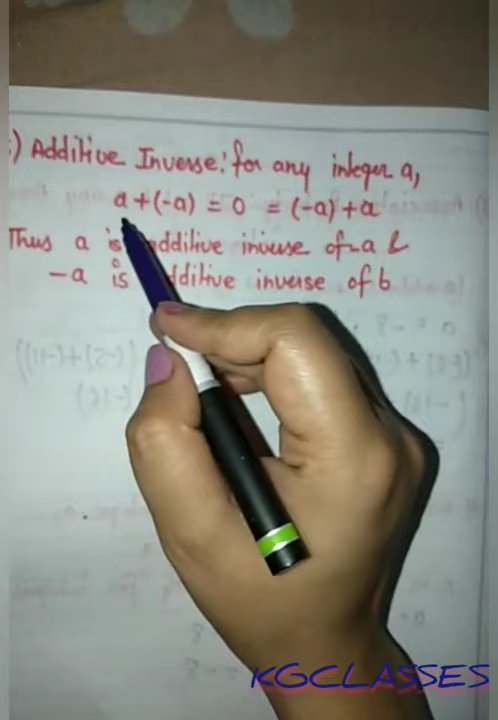 ) Additive Inverse: for any integer a,
a + (-a) = 0 = (-a) + a
Thus a is additive inverse of -a &
-a is additive inverse of b
KGCLASSES